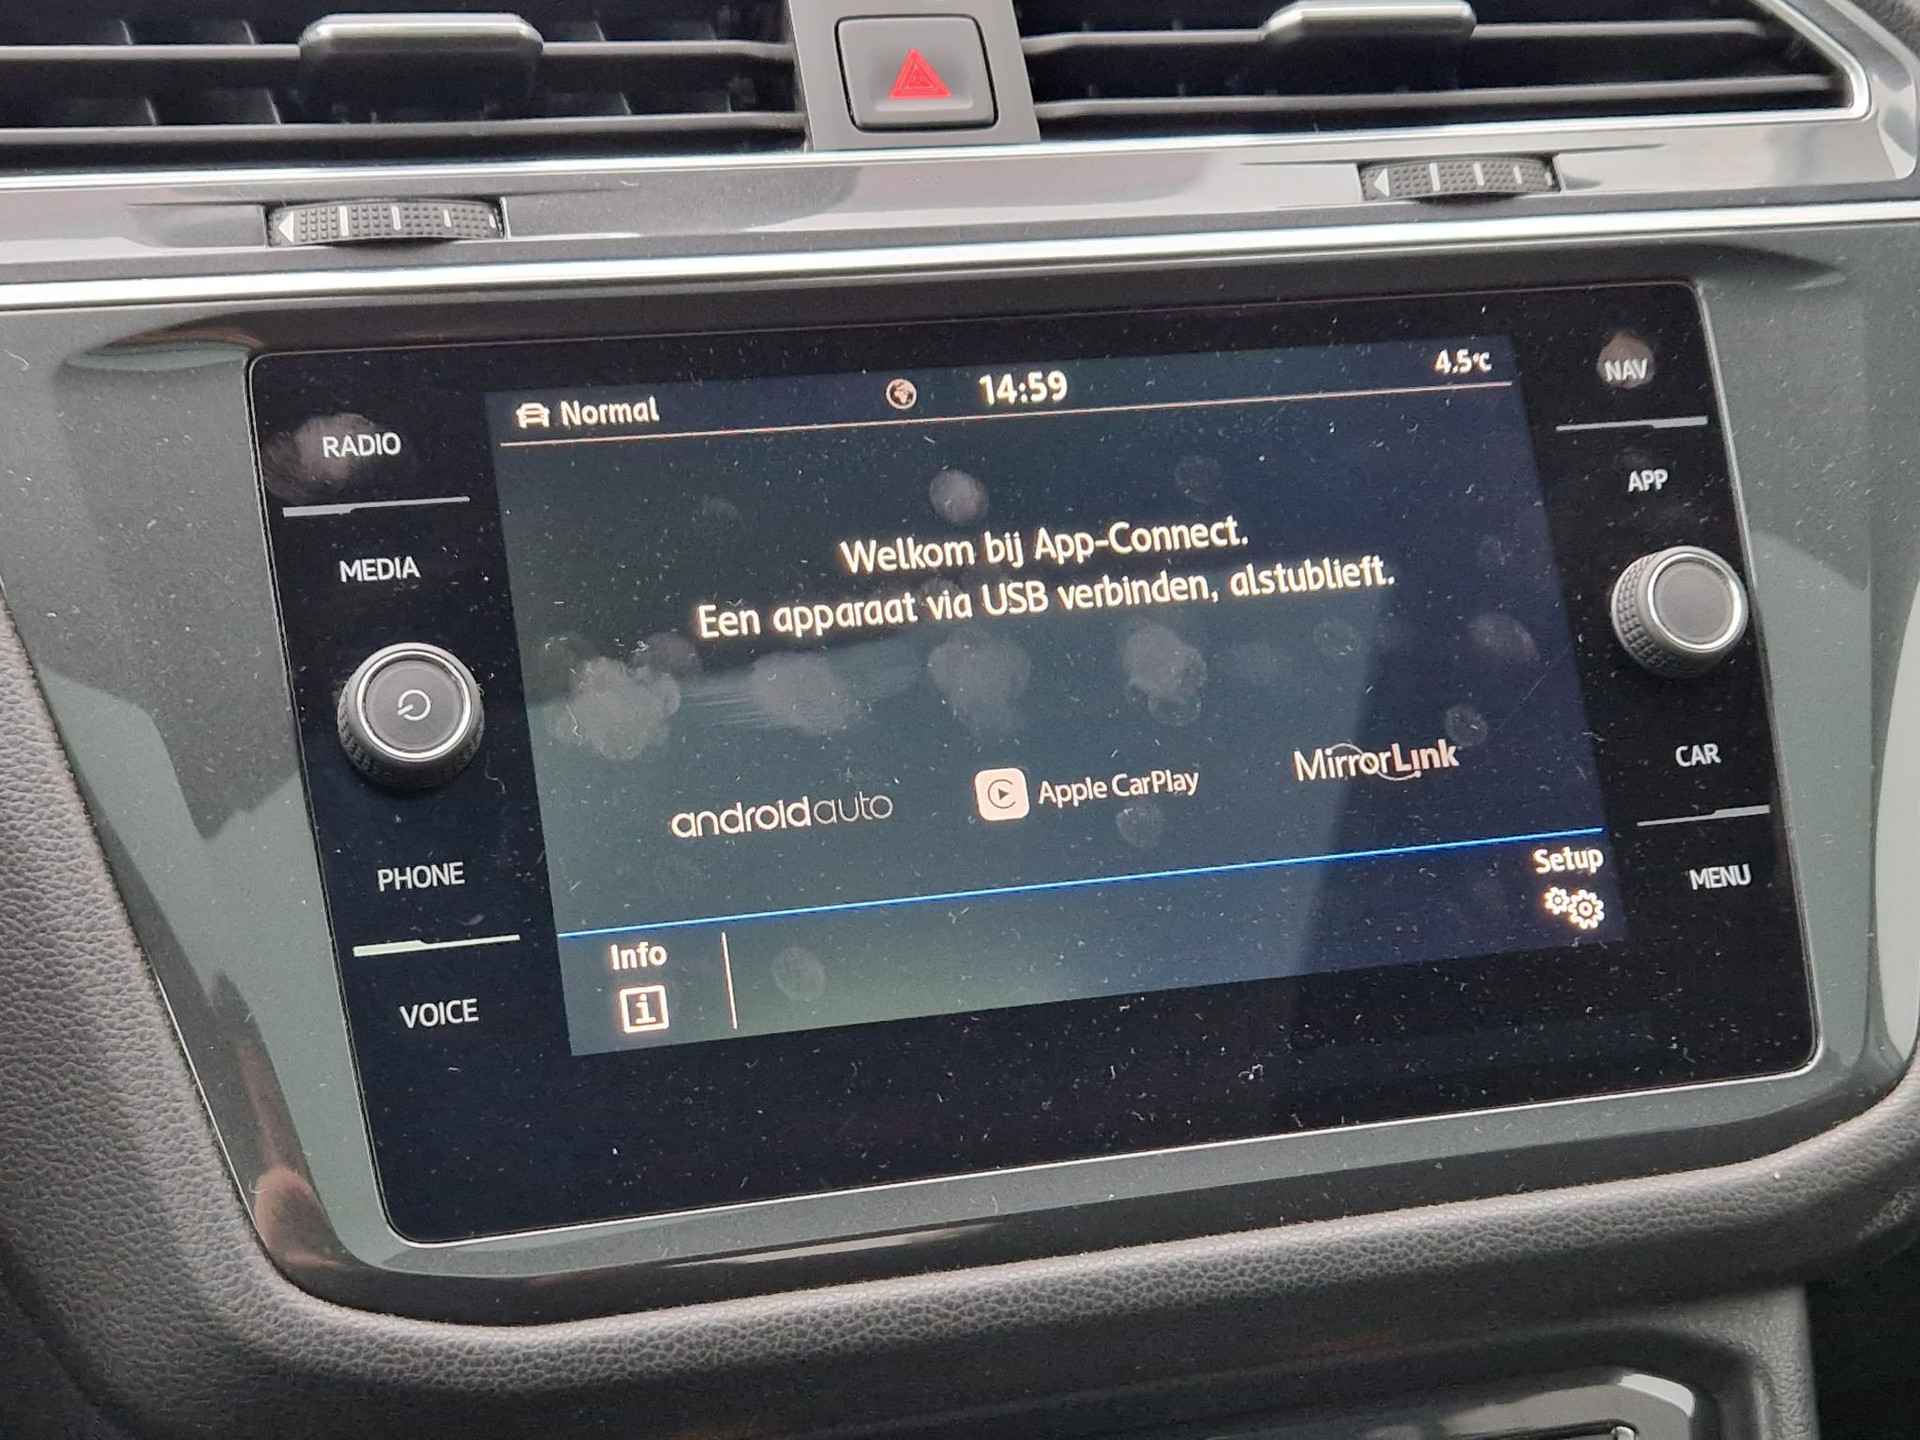 Normal 14:59 4.5°C
RADIO
MEDIA
PHONE
VOICE
Welkom bij App-Connect.
Een apparaat via USB verbinden, alstublieft.
androidauto
Apple CarPlay
MirrorLink
Info
i
Setup
NAV
APP
CAR
MENU